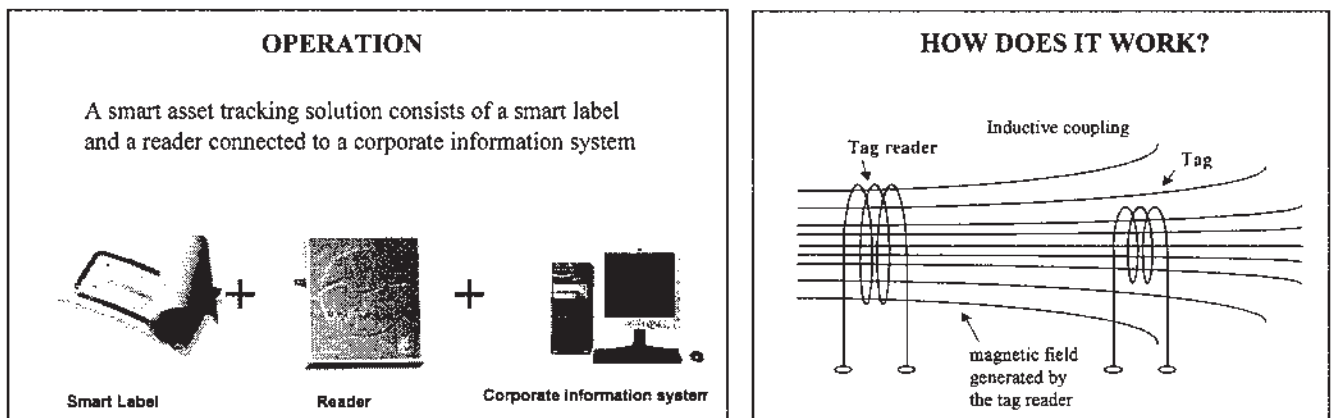 OPERATION
A smart asset tracking solution consists of a smart label
and a reader connected to a corporate information system
Smart Label
Reader
Corporate information system
HOW DOES IT WORK?
Inductive coupling
Tag reader
Tag
magnetic field
generated by
the tag reader